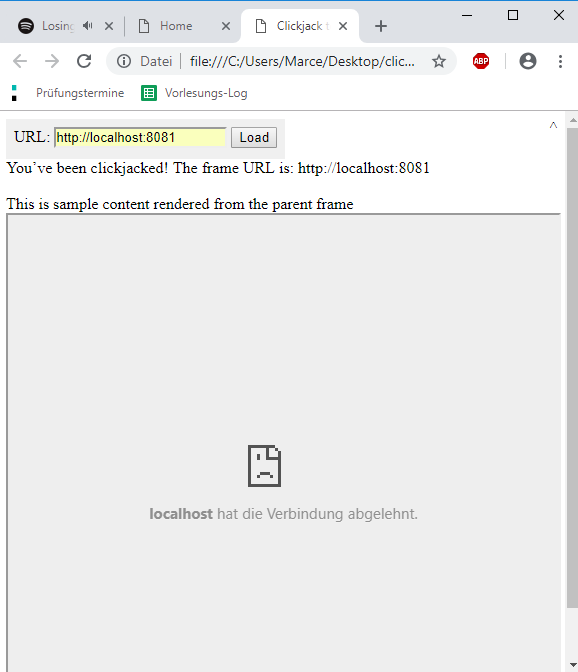 Losing
Home
Clickjack t
Datei
file:///C:/Users/Marce/Desktop/clic...
ABP
Prüfungstermine
Vorlesungs-Log
URL: http://localhost:8081 Load
^
You’ve been clickjacked! The frame URL is: http://localhost:8081
This is sample content rendered from the parent frame
localhost hat die Verbindung abgelehnt.